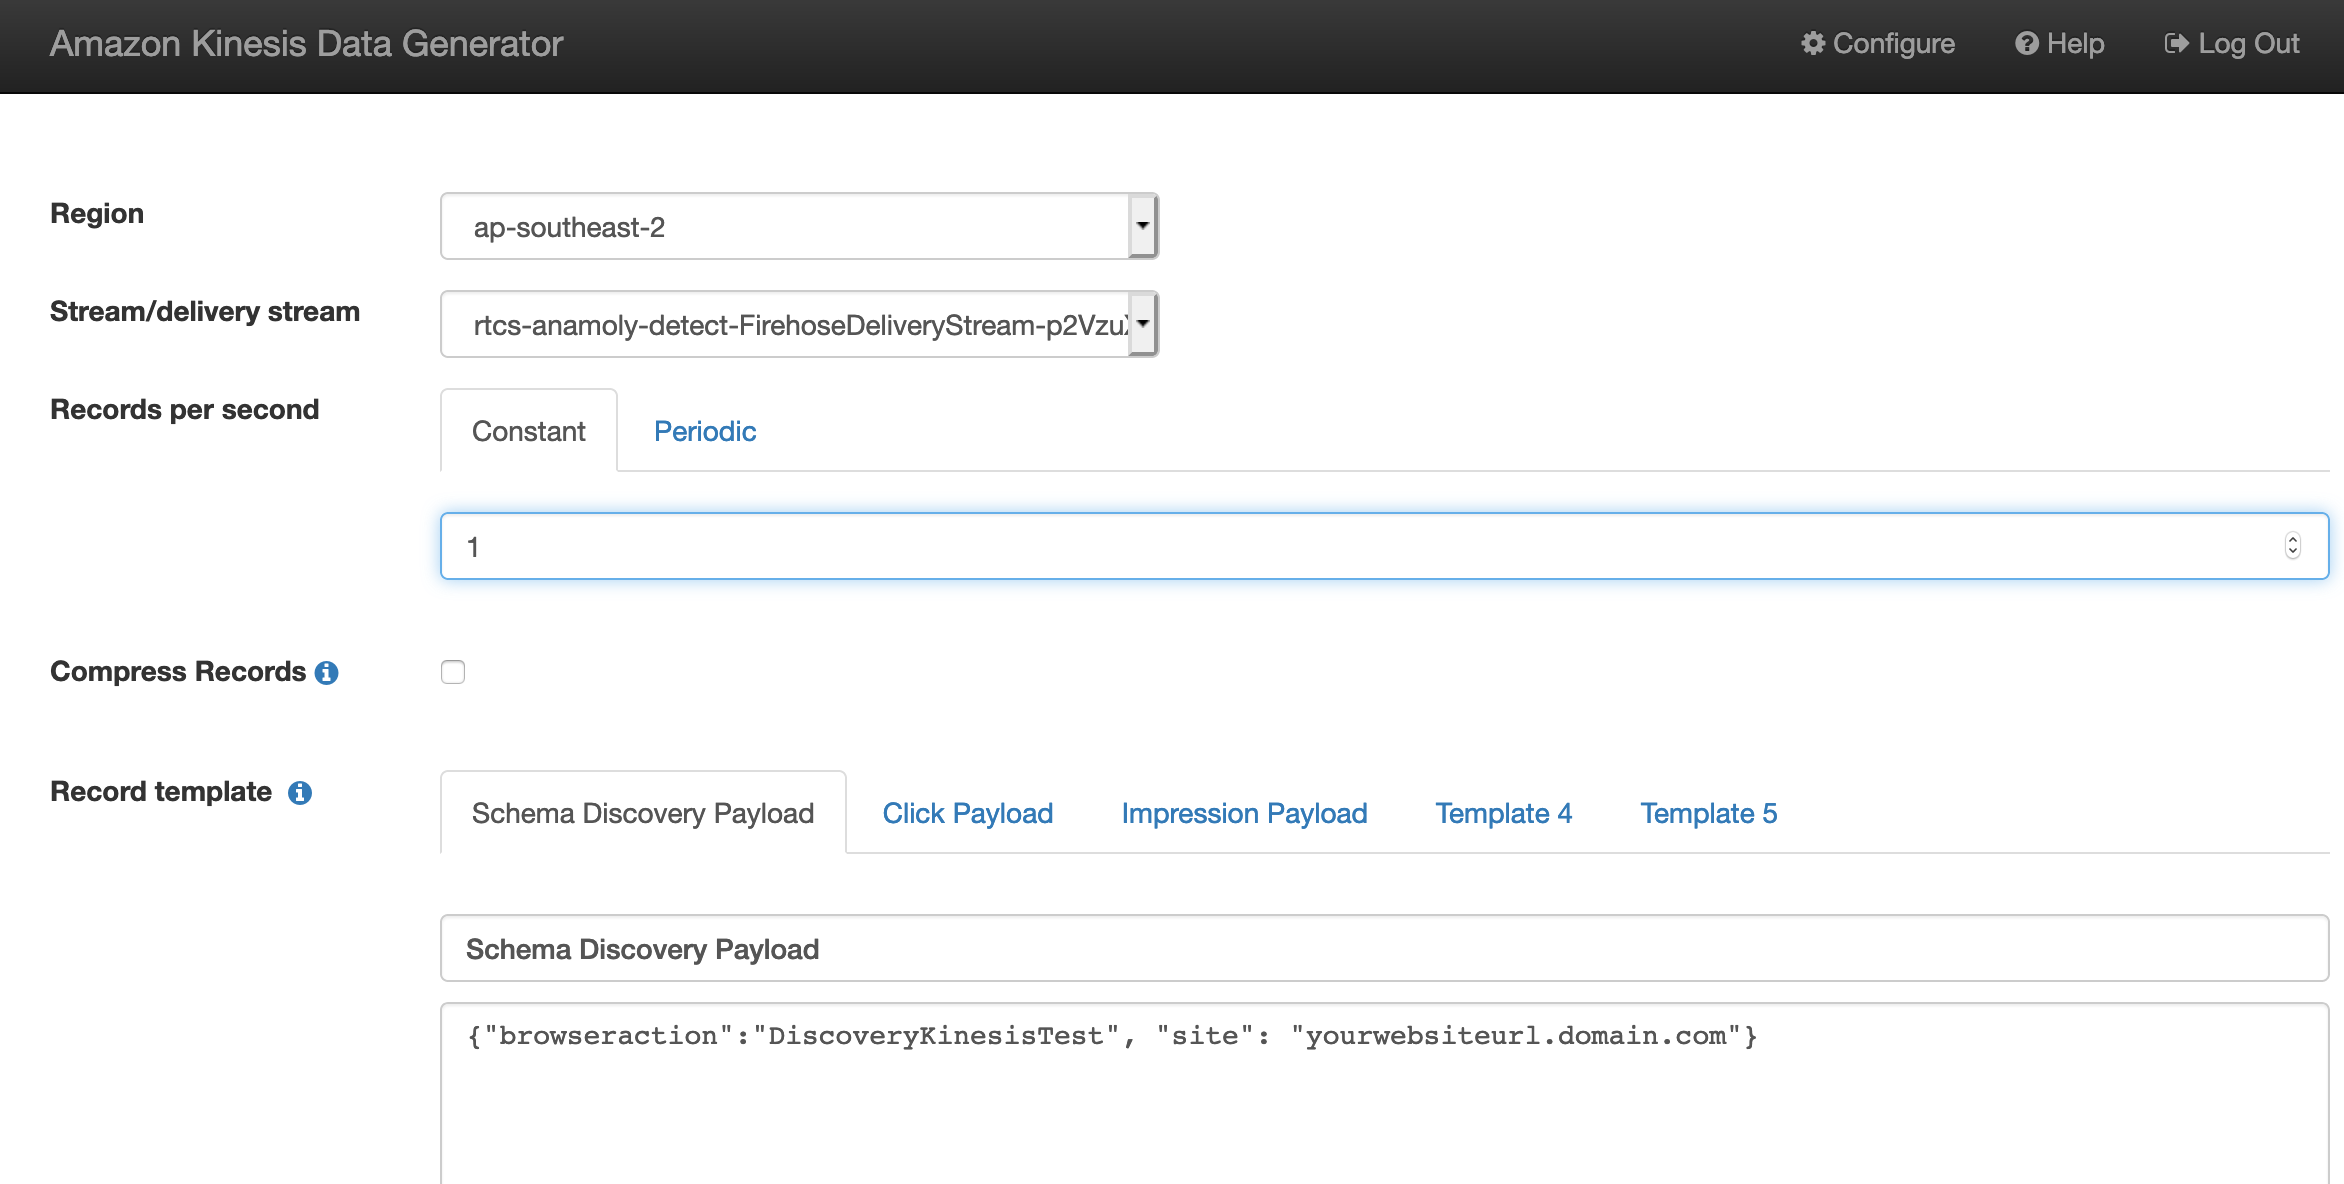 Amazon Kinesis Data Generator
Configure
Help
Log Out
Region
ap-southeast-2
Stream/delivery stream
rtcs-anamoly-detect-FirehoseDeliveryStream-p2Vzu
Records per second
Constant
Periodic
1
Compress Records
Record template
Schema Discovery Payload
Click Payload
Impression Payload
Template 4
Template 5
Schema Discovery Payload
{"browseraction":"DiscoveryKinesisTest", "site": "yourwebsiteurl.domain.com"}